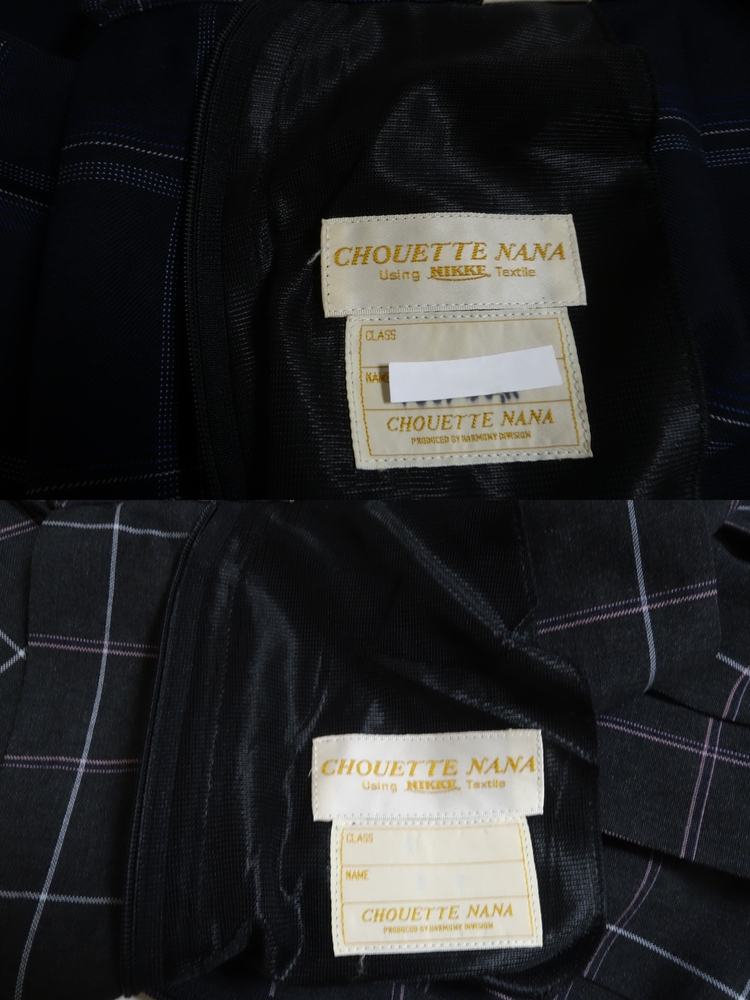 CHOUETTE NANA
Using NIKKE Textile
CLASS
NAME
CHOUETTE NANA
PRODUCED BY HARMONY DIVISION
CHOUETTE NANA
Using NIKKE Textile
CLASS
NAME
CHOUETTE NANA
PRODUCED BY HARMONY DIVISION